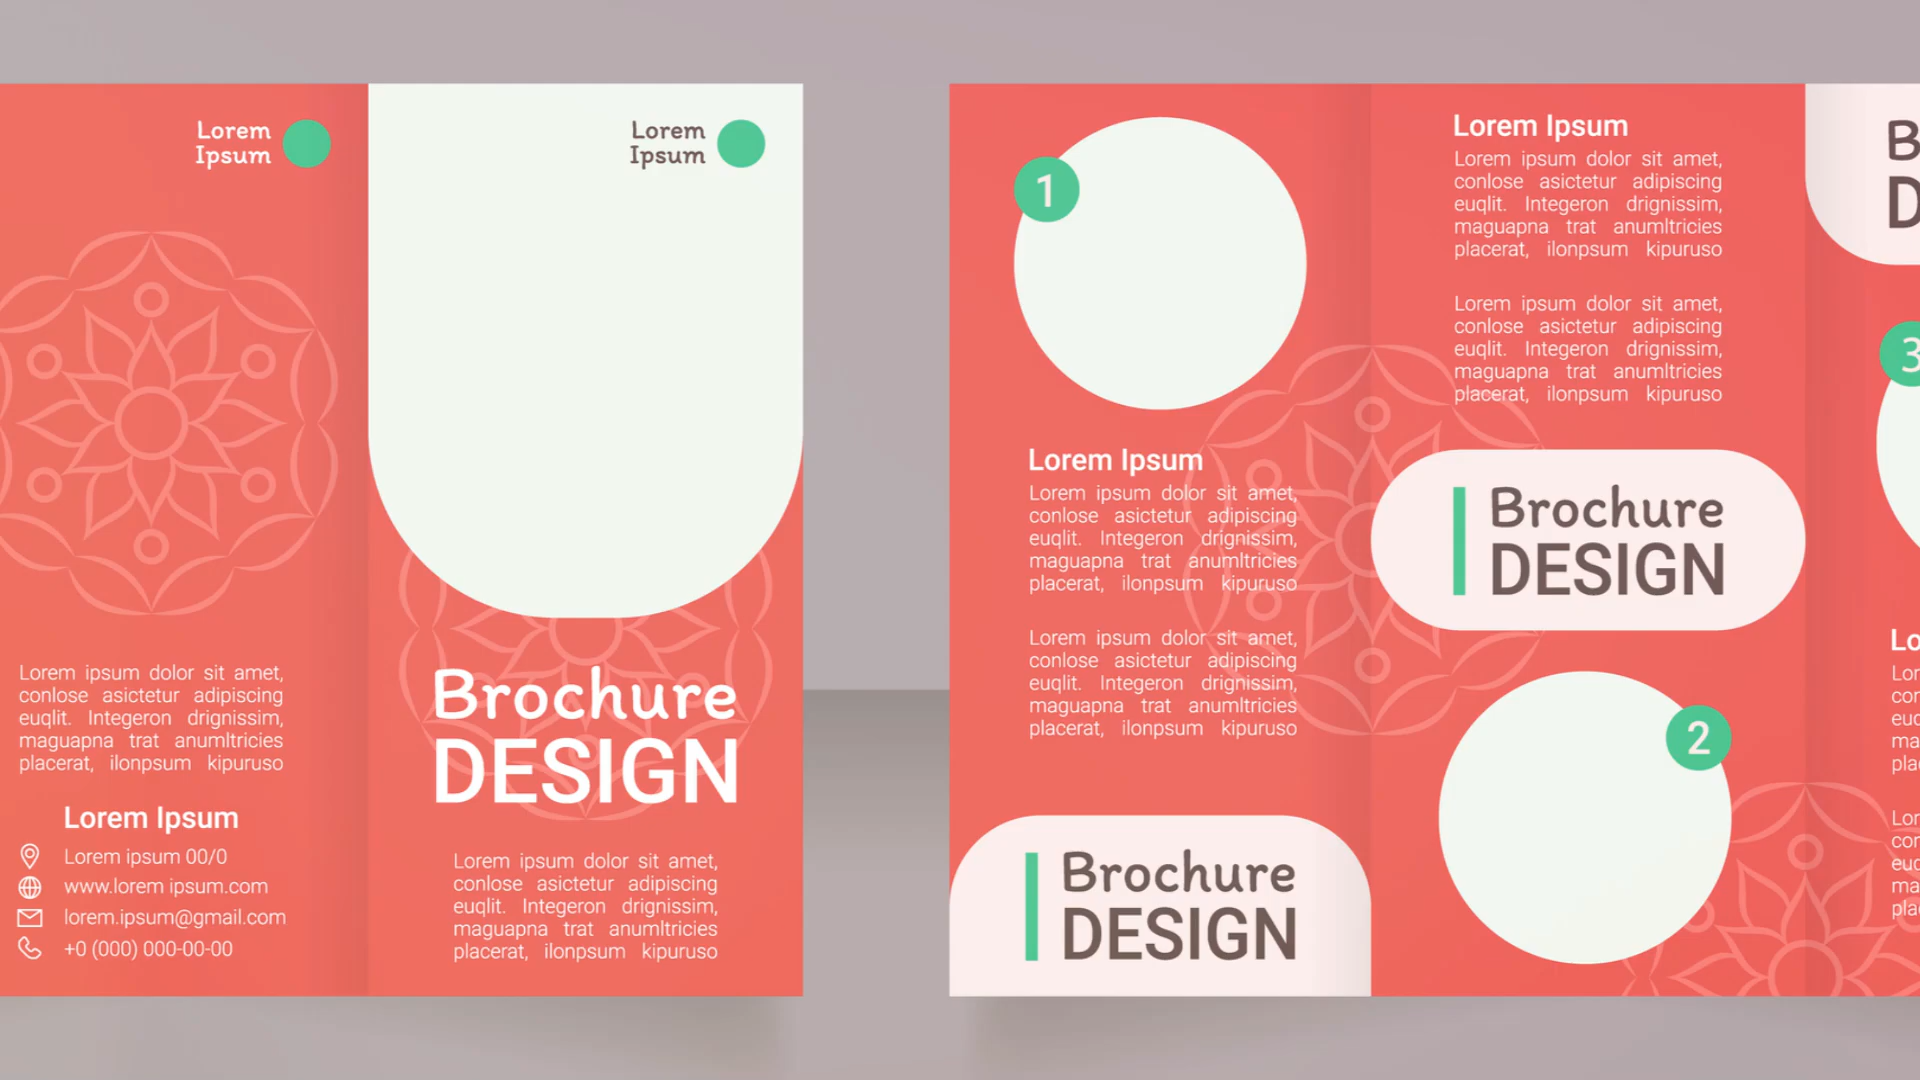 Lorem
Ipsum
Lorem ipsum dolor sit amet,
conlose asictetur adipiscing
euqlit. Integeron drignissim,
maguapna trat anumltricies
placerat, ilonpsum kipuruso
Lorem Ipsum
Lorem ipsum 00/0
www.lorem ipsum.com
lorem.ipsum@gmail.com
+0 (000) 000-00-00
Lorem
Ipsum
Brochure
DESIGN
Lorem ipsum dolor sit amet,
conlose asictetur adipiscing
euqlit. Integeron drignissim,
maguapna trat anumltricies
placerat, ilonpsum kipuruso
1
Lorem Ipsum
Lorem ipsum dolor sit amet,
conlose asictetur adipiscing
euqlit. Integeron drignissim,
maguapna trat anumltricies
placerat, ilonpsum kipuruso
Lorem ipsum dolor sit amet,
conlose asictetur adipiscing
euqlit. Integeron drignissim,
maguapna trat anumltricies
placerat, ilonpsum kipuruso
Brochure
DESIGN
Lorem Ipsum
Lorem ipsum dolor sit amet,
conlose asictetur adipiscing
euqlit. Integeron drignissim,
maguapna trat anumltricies
placerat, ilonpsum kipuruso
Lorem ipsum dolor sit amet,
conlose asictetur adipiscing
euqlit. Integeron drignissim,
maguapna trat anumltricies
placerat, ilonpsum kipuruso
Brochure
DESIGN
2
3